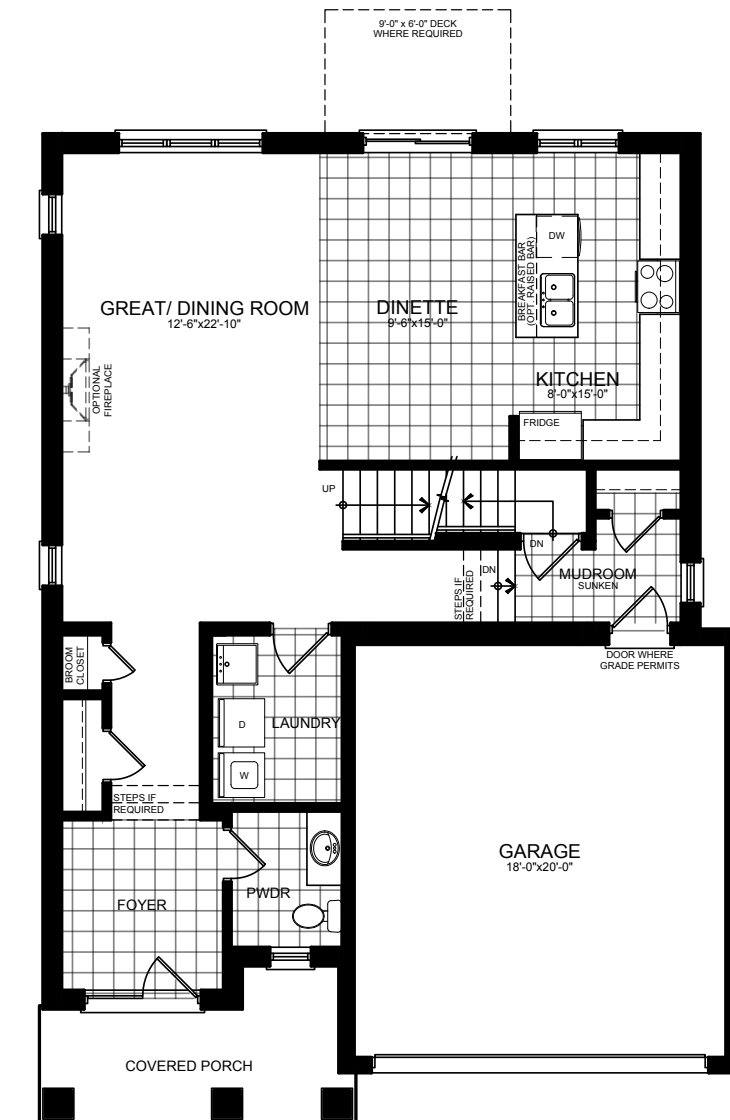 9'-0" x 6'-0" DECK
WHERE REQUIRED
DW
BREAKFAST BAR
(OPT. RAISED BAR)
GREAT/ DINING ROOM
12'-6"x22'-10"
DINETTE
9'-6"x15'-0"
KITCHEN
8'-0"x15'-0"
OPTIONAL
FIREPLACE
FRIDGE
UP
DN
DN
MUDROOM
SUNKEN
STEPS IF
REQUIRED
DOOR WHERE
GRADE PERMITS
BROOM
CLOSET
D
LAUNDRY
W
STEPS IF
REQUIRED
GARAGE
18'-0"x20'-0"
PWDR
FOYER
COVERED PORCH